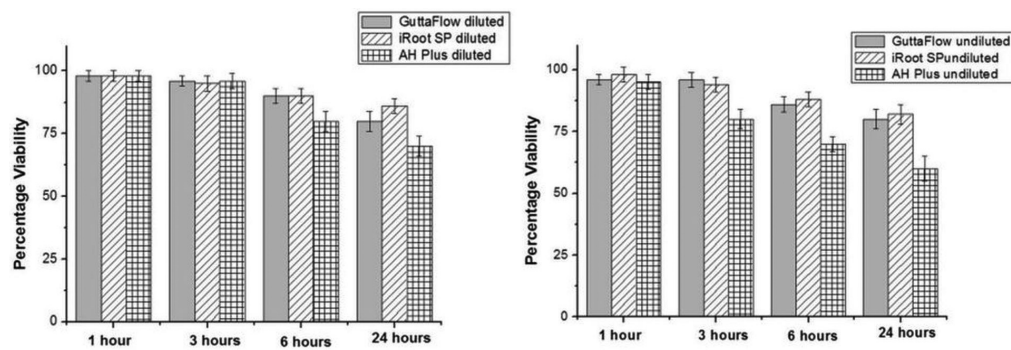 GuttaFlow diluted
iRoot SP diluted
AH Plus diluted
Percentage Viability
100
75
50
25
0
1 hour
3 hours
6 hours
24 hours
GuttaFlow undiluted
iRoot SPundiluted
AH Plus undiluted
Percentage Viability
100
75
50
25
0
1 hour
3 hours
6 hours
24 hours